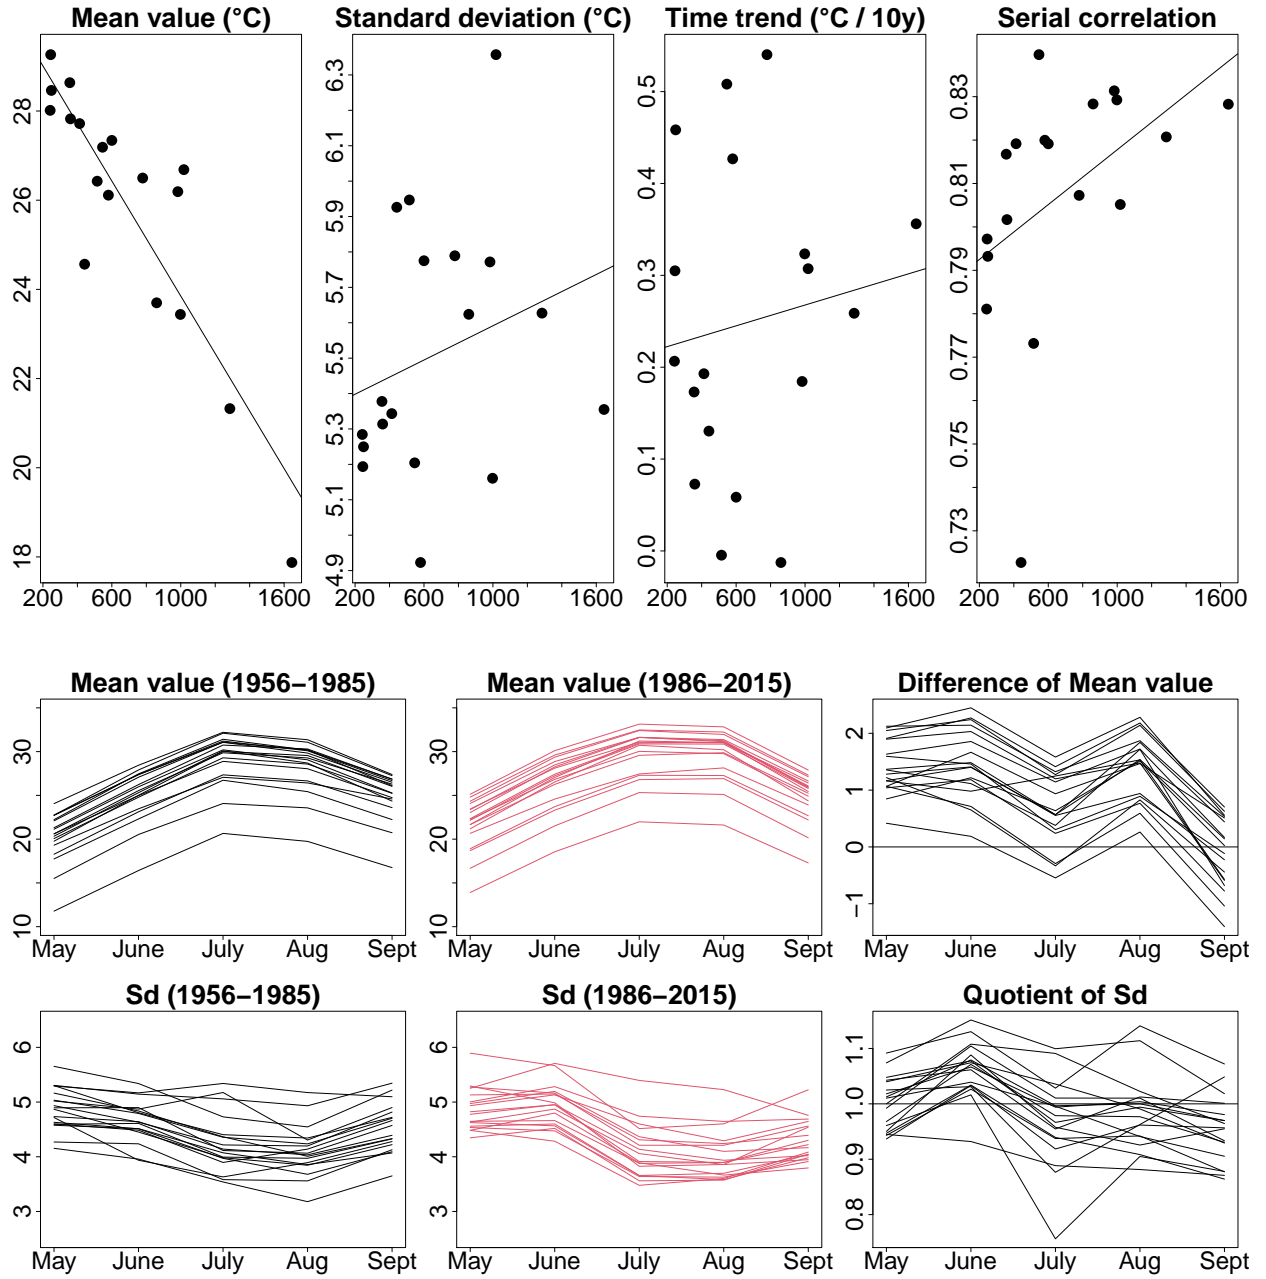 Mean value (°C) Standard deviation (°C) Time trend (°C / 10y) Serial correlation
18 20 22 24 26 28
4.9 5.1 5.3 5.5 5.7 5.9 6.1 6.3
0.0 0.1 0.2 0.3 0.4 0.5
0.73 0.75 0.77 0.79 0.81 0.83
200 600 1000 1600 200 600 1000 1600 200 600 1000 1600 200 600 1000 1600
Mean value (1956−1985) Mean value (1986−2015) Difference of Mean value
10 20 30
10 20 30
−1 0 1 2
May June July Aug Sept May June July Aug Sept May June July Aug Sept
Sd (1956−1985) Sd (1986−2015) Quotient of Sd
3 4 5 6
3 4 5 6
0.8 0.9 1.0 1.1
May June July Aug Sept May June July Aug Sept May June July Aug Sept